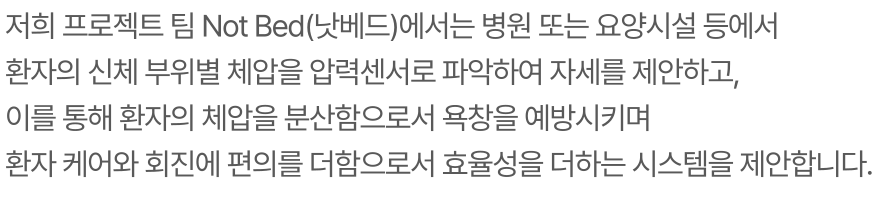 저희 프로젝트 팀 Not Bed(낫베드)에서는 병원 또는 요양시설 등에서
환자의 신체 부위별 체압을 압력센서로 파악하여 자세를 제안하고,
이를 통해 환자의 체압을 분산함으로서 욕창을 예방시키며
환자 케어와 회진에 편의를 더함으로서 효율성을 더하는 시스템을 제안합니다.